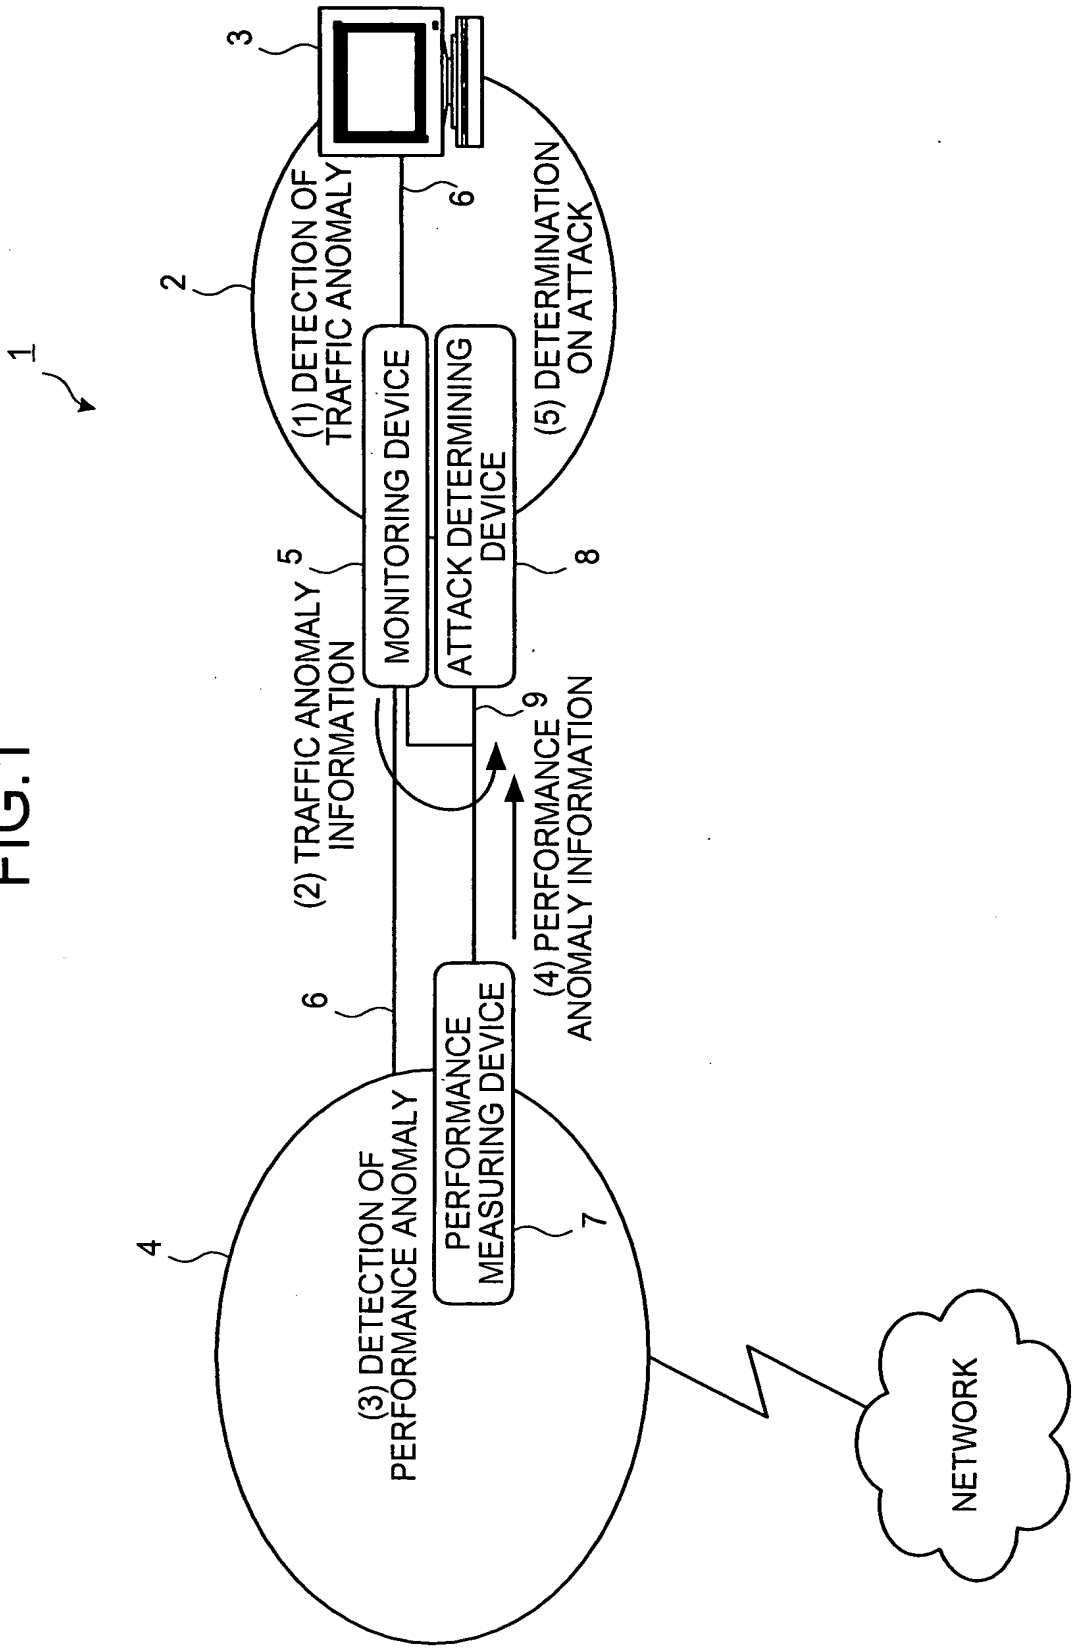 FIG.1
1
2
3
(1) DETECTION OF
TRAFFIC ANOMALY
6
(5) DETERMINATION
ON ATTACK
5
MONITORING DEVICE
ATTACK DETERMINING
DEVICE
8
(2) TRAFFIC ANOMALY
INFORMATION
9
(4) PERFORMANCE
ANOMALY INFORMATION
6
4
(3) DETECTION OF
PERFORMANCE ANOMALY
PERFORMANCE
MEASURING DEVICE
7
NETWORK